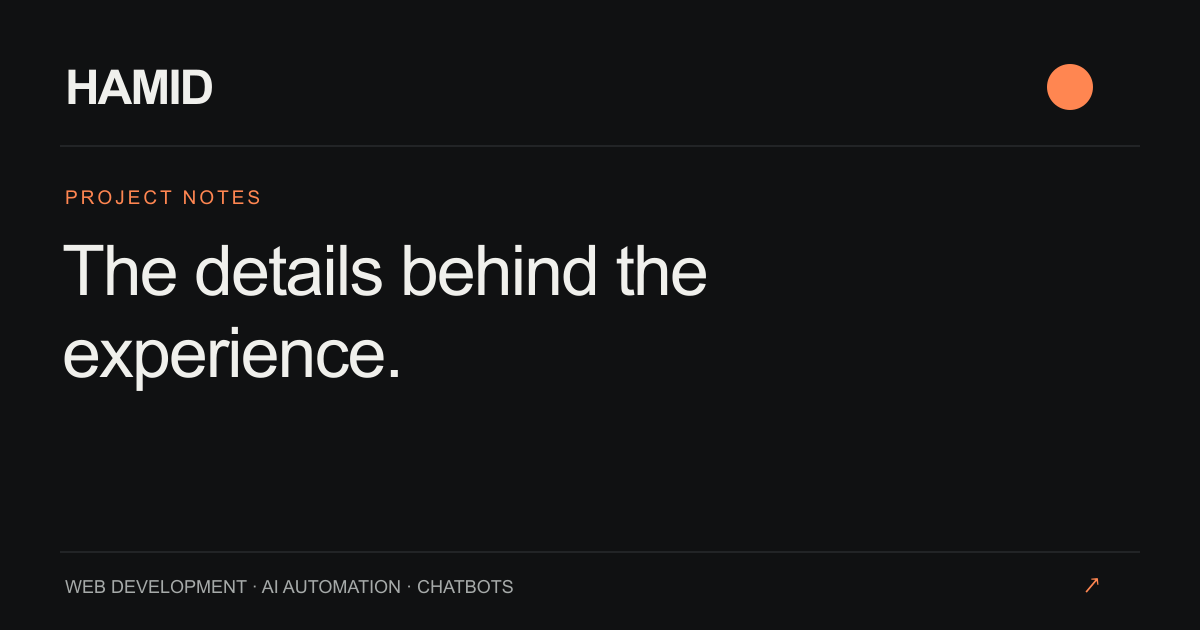 HAMID
PROJECT NOTES
The details behind the
experience.
WEB DEVELOPMENT · AI AUTOMATION · CHATBOTS
↗